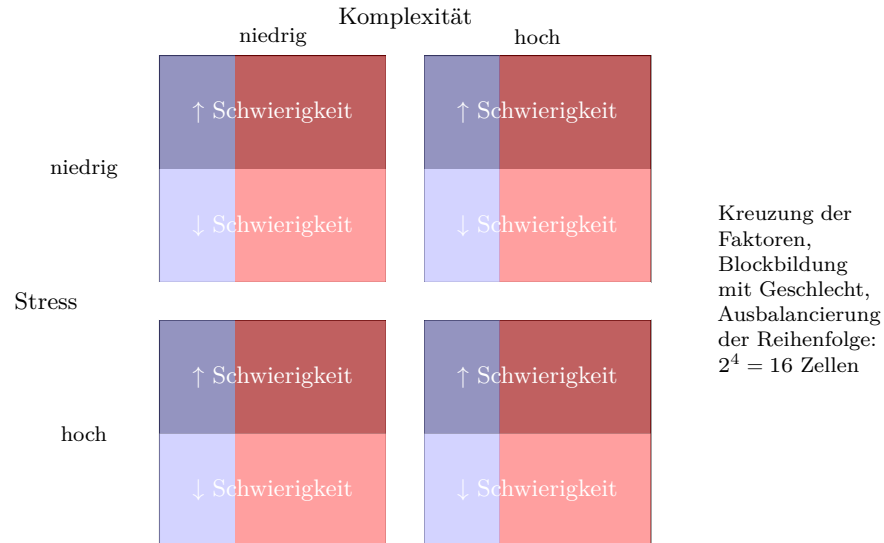 Komplexität
niedrig
hoch
↑ Schwierigkeit
↑ Schwierigkeit
niedrig
↓ Schwierigkeit
↓ Schwierigkeit
Stress
↑ Schwierigkeit
↑ Schwierigkeit
hoch
↓ Schwierigkeit
↓ Schwierigkeit
Kreuzung der
Faktoren,
Blockbildung
mit Geschlecht,
Ausbalancierung
der Reihenfolge:
2⁴ = 16 Zellen